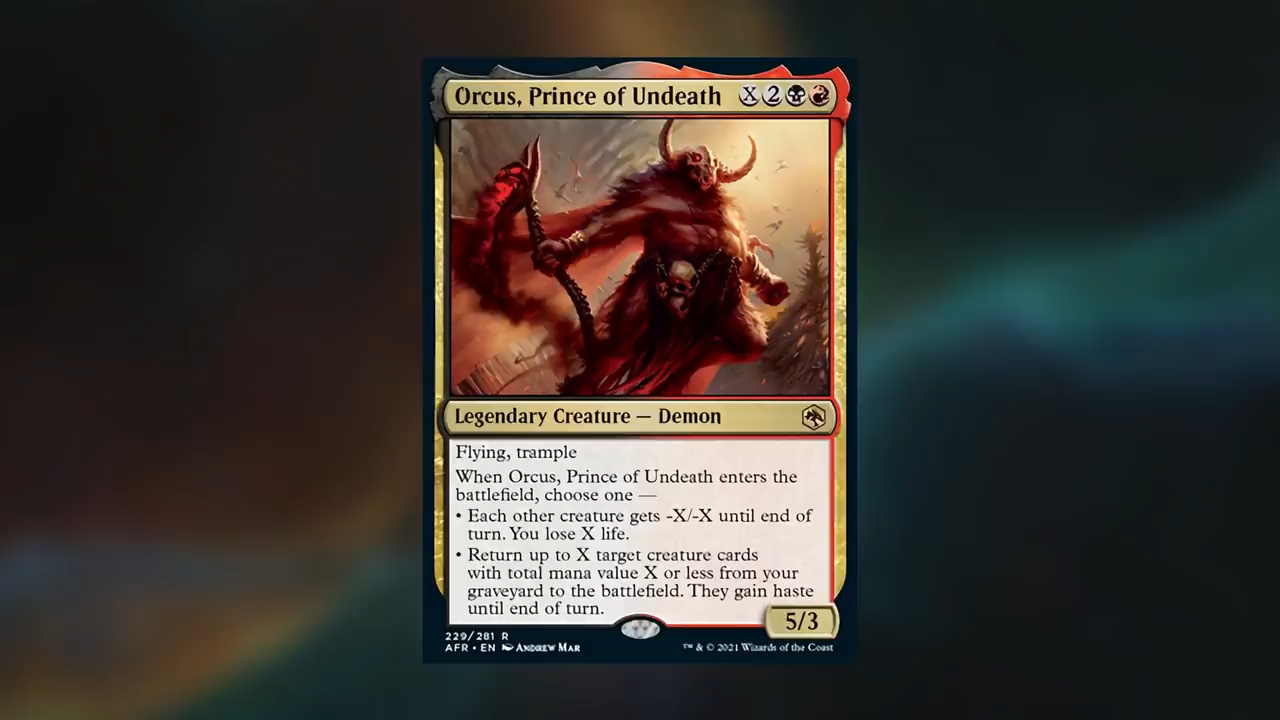 Orcus, Prince of Undeath X 2
Legendary Creature — Demon
Flying, trample
When Orcus, Prince of Undeath enters the
battlefield, choose one —
• Each other creature gets -X/-X until end of
turn. You lose X life.
• Return up to X target creature cards
with total mana value X or less from your
graveyard to the battlefield. They gain haste
until end of turn.
5/3
229/281 R
AFR • EN Andrew Mar
™ & © 2021 Wizards of the Coast